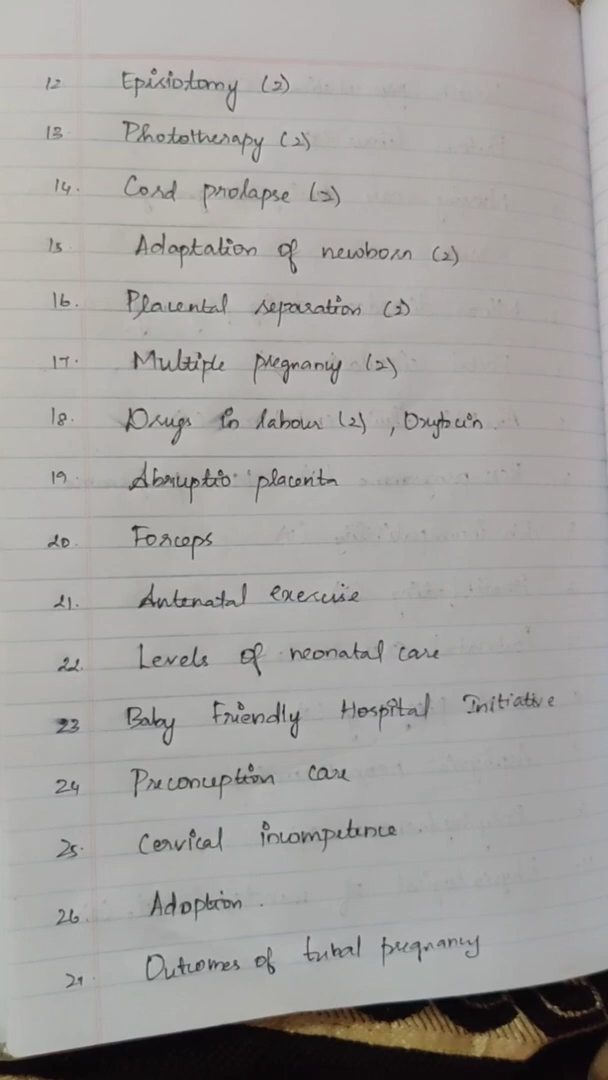 12 Episiotomy (2)
13. Phototherapy (2)
14. Cord prolapse (2)
15 Adaptation of newborn (2)
16. Placental separation (2)
17. Multiple pregnancy (2)
18. Drugs in labour (2) , Oxytocin.
19 Abruptio placenta
20. Forceps
21. Antenatal exercise
22. Levels of neonatal care
23 Baby Friendly Hospital Initiative
24 Preconception care
25. Cervical incompetence
26. Adoption.
27. Outcomes of tubal pregnancy